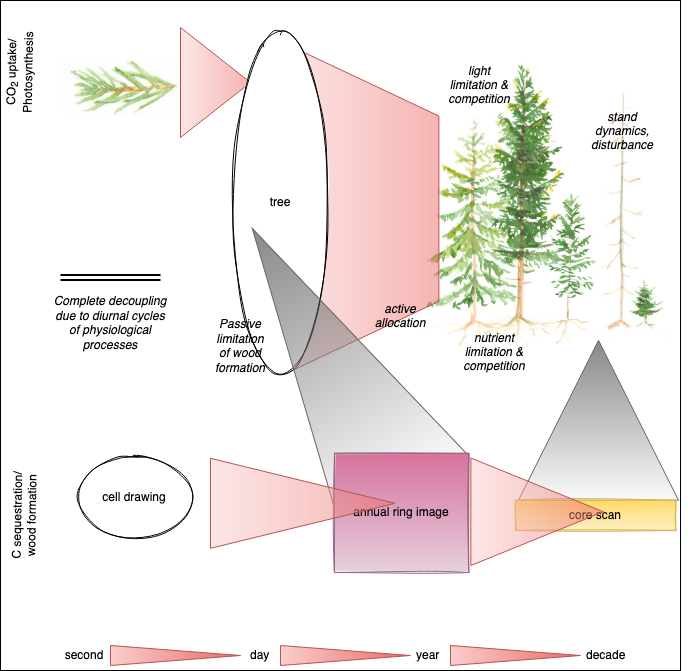 CO2 uptake/
Photosynthesis
light
limitation &
competition
stand
dynamics,
disturbance
tree
Complete decoupling
due to diurnal cycles
of physiological
processes
Passive
limitation
of wood
formation
active
allocation
nutrient
limitation &
competition
C sequestration/
wood formation
cell drawing
annual ring image
core scan
second
day
year
decade